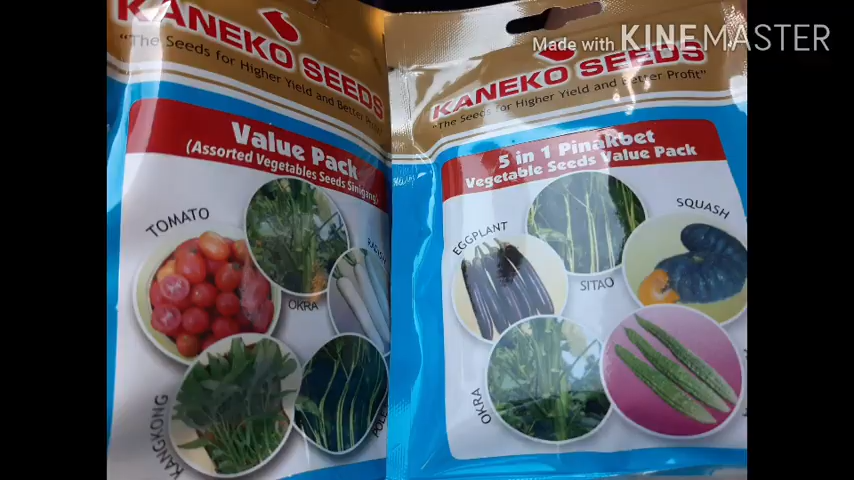 Made with KINEMASTER
KANEKO SEEDS
"The Seeds for Higher Yield and Better Profit"
Value Pack
(Assorted Vegetables Seeds Sinigang)
TOMATO
OKRA
RADISH
KANGKONG
POLE
KANEKO SEEDS
"The Seeds for Higher Yield and Better Profit"
5 in 1 Pinakbet
Vegetable Seeds Value Pack
EGGPLANT
SITAO
SQUASH
OKRA